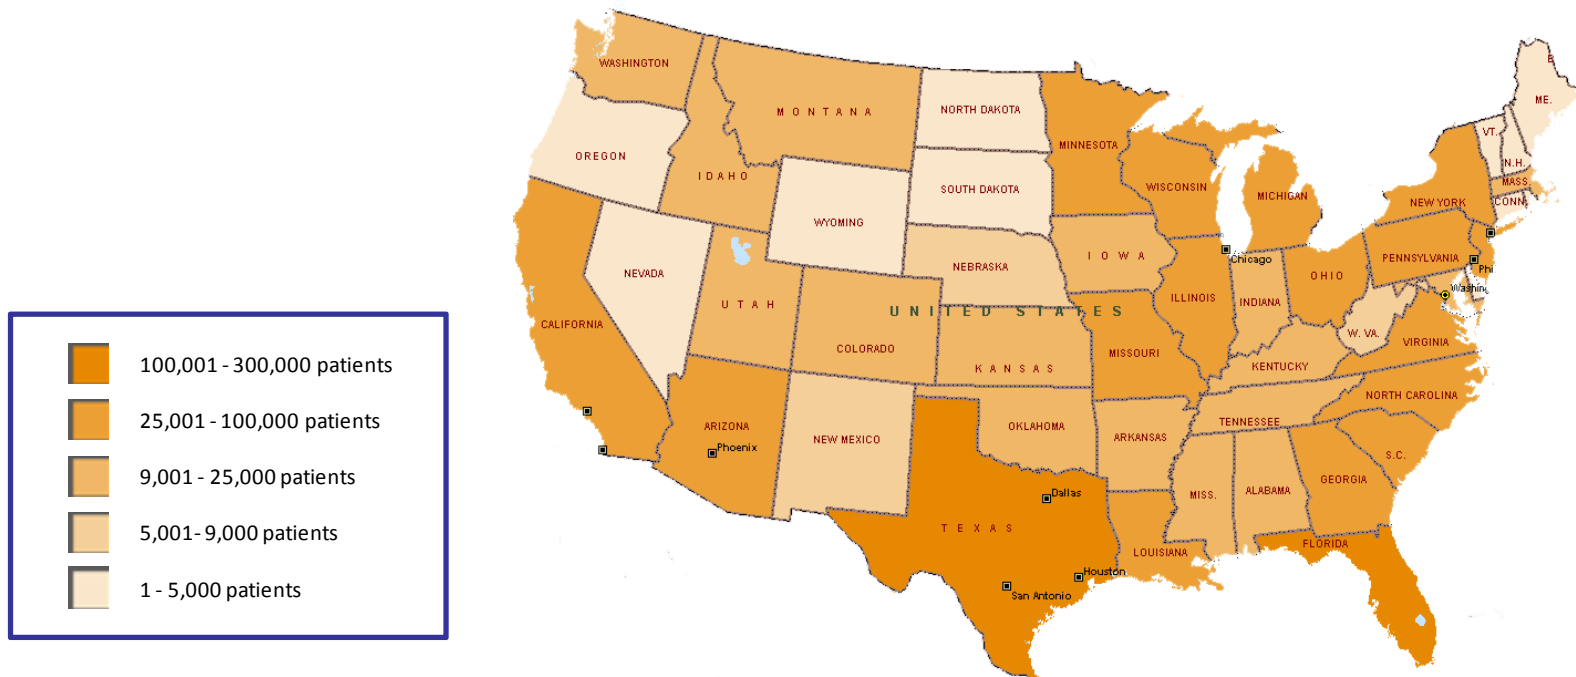 100,001 - 300,000 patients
25,001 - 100,000 patients
9,001 - 25,000 patients
5,001- 9,000 patients
1 - 5,000 patients
WASHINGTON
MONTANA
NORTH DAKOTA
MINNESOTA
ME.
VT.
N.H.
OREGON
IDAHO
SOUTH DAKOTA
WISCONSIN
MICHIGAN
MASS.
NEW YORK
CONN.
WYOMING
NEBRASKA
IOWA
Chicago
PENNSYLVANIA
Phi
NEVADA
UTAH
ILLINOIS
INDIANA
OHIO
Washin
UNITED STATES
CALIFORNIA
COLORADO
KANSAS
MISSOURI
KENTUCKY
W. VA.
VIRGINIA
NORTH CAROLINA
ARIZONA
Phoenix
NEW MEXICO
OKLAHOMA
ARKANSAS
TENNESSEE
S.C.
Dallas
MISS.
ALABAMA
GEORGIA
TEXAS
LOUISIANA
FLORIDA
Houston
San Antonio